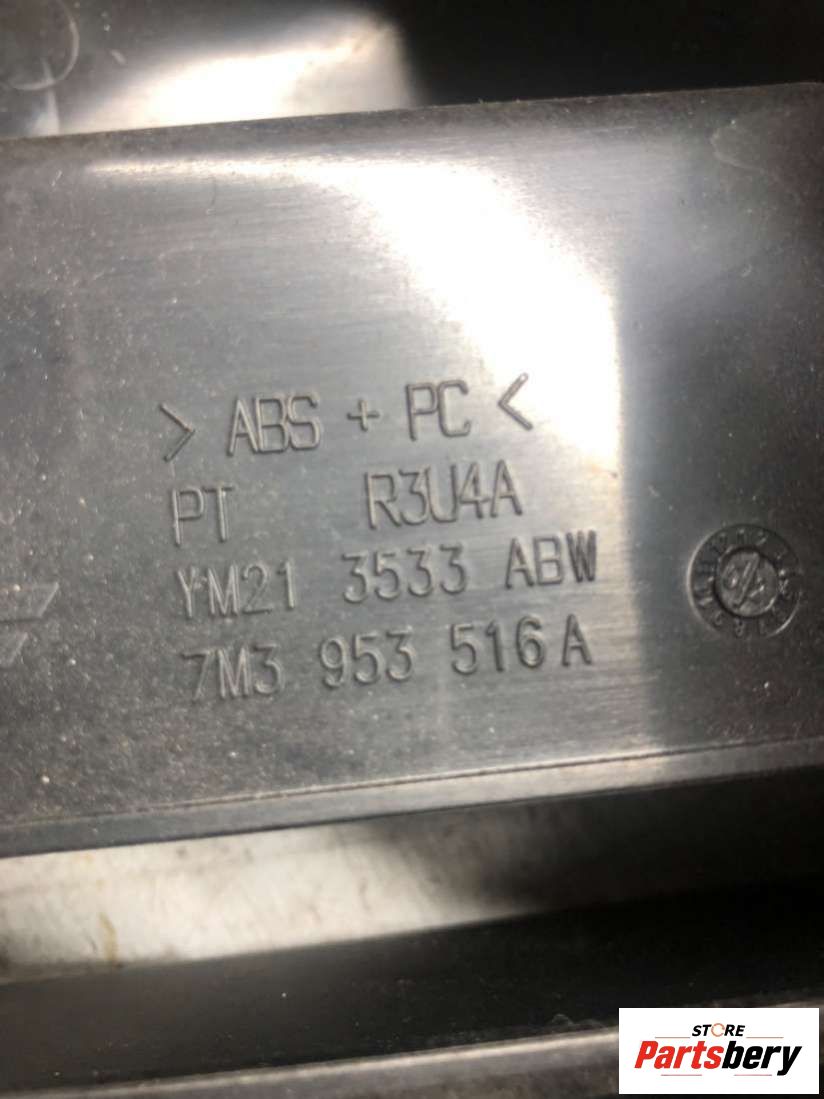 > ABS + PC <
PT R3U4A
YM21 3533 ABW
7M3 953 516 A
STORE
Partsbery